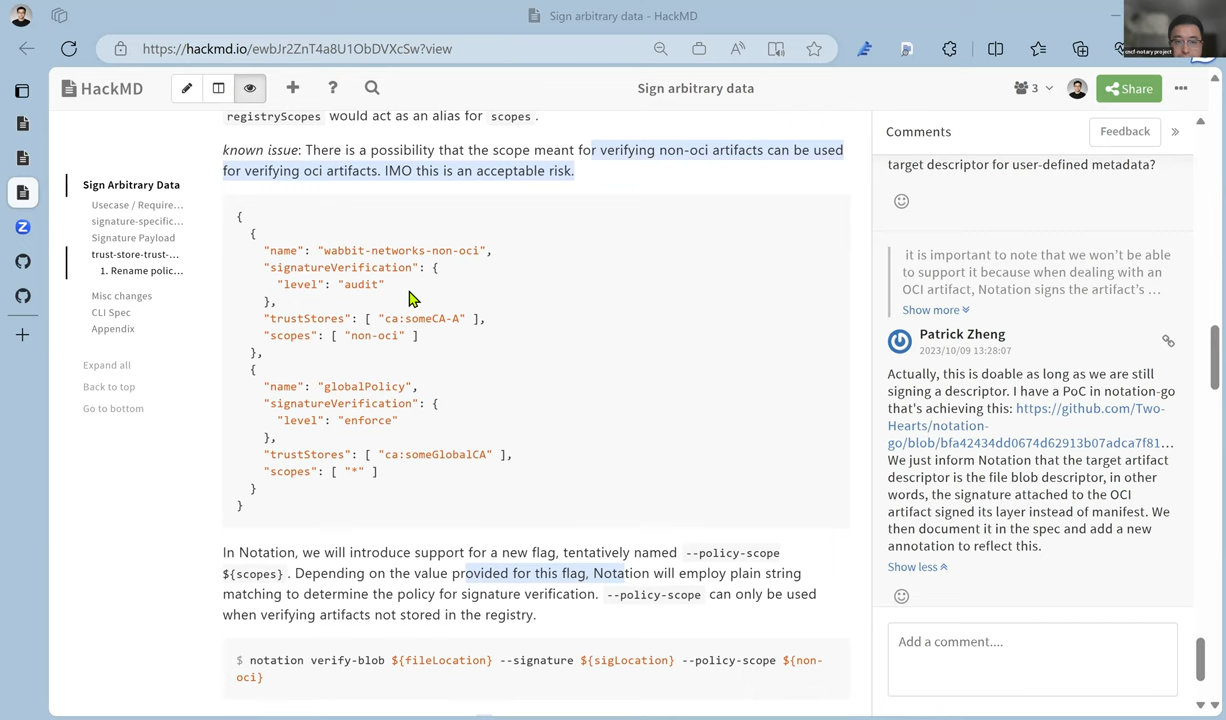 Sign arbitrary data - HackMD
https://hackmd.io/ewbJr2ZnT4a8U1ObDVXcSw?view
cncf-notary project
HackMD
Sign arbitrary data
3
Share
Sign Arbitrary Data
Usecase / Require...
signature-specific...
Signature Payload
trust-store-trust-...
1. Rename polic...
Misc changes
CLI Spec
Appendix
Expand all
Back to top
Go to bottom
registryScopes would act as an alias for scopes.
known issue: There is a possibility that the scope meant for verifying non-oci artifacts can be used
for verifying oci artifacts. IMO this is an acceptable risk.
{
{
"name": "wabbit-networks-non-oci",
"signatureVerification": {
"level": "audit"
},
"trustStores": [ "ca:someCA-A" ],
"scopes": [ "non-oci" ]
},
{
"name": "globalPolicy",
"signatureVerification": {
"level": "enforce"
},
"trustStores": [ "ca:someGlobalCA" ],
"scopes": [ "*" ]
}
}
In Notation, we will introduce support for a new flag, tentatively named --policy-scope
${scopes}. Depending on the value provided for this flag, Notation will employ plain string
matching to determine the policy for signature verification. --policy-scope can only be used
when verifying artifacts not stored in the registry.
$ notation verify-blob ${fileLocation} --signature ${sigLocation} --policy-scope ${non-
oci}
Comments
Feedback
target descriptor for user-defined metadata?
it is important to note that we won't be able
to support it because when dealing with an
OCI artifact, Notation signs the artifact's ...
Show more
Patrick Zheng
2023/10/09 13:28:07
Actually, this is doable as long as we are still
signing a descriptor. I have a PoC in notation-go
that's achieving this: https://github.com/Two-
Hearts/notation-
go/blob/bfa42434dd0674d62913b07adca7f81...
We just inform Notation that the target artifact
descriptor is the file blob descriptor, in other
words, the signature attached to the OCI
artifact signed its layer instead of manifest. We
then document it in the spec and add a new
annotation to reflect this.
Show less
Add a comment....